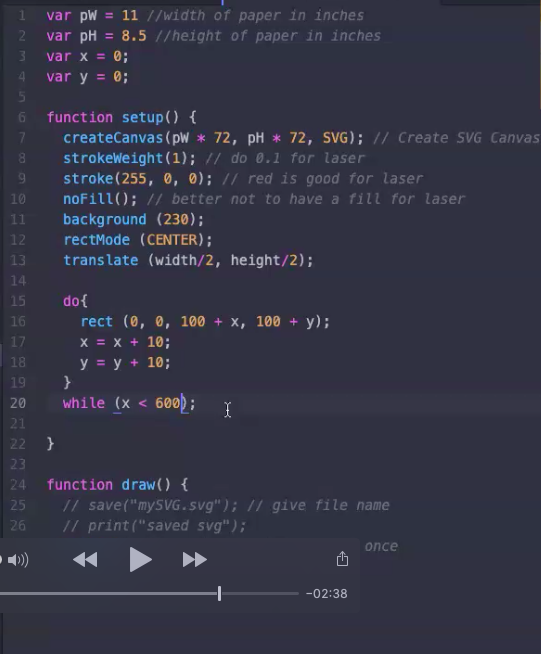 1 var pW = 11 //width of paper in inches
2 var pH = 8.5 //height of paper in inches
3 var x = 0;
4 var y = 0;
5
6 function setup() {
7 createCanvas(pW * 72, pH * 72, SVG); // Create SVG Canvas
8 strokeWeight(1); // do 0.1 for laser
9 stroke(255, 0, 0); // red is good for laser
10 noFill(); // better not to have a fill for laser
11 background (230);
12 rectMode (CENTER);
13 translate (width/2, height/2);
14
15 do{
16 rect (0, 0, 100 + x, 100 + y);
17 x = x + 10;
18 y = y + 10;
19 }
20 while (x < 600);
21
22 }
23
24 function draw() {
25 // save("mySVG.svg"); // give file name
26 // print("saved svg");
once
-02:38